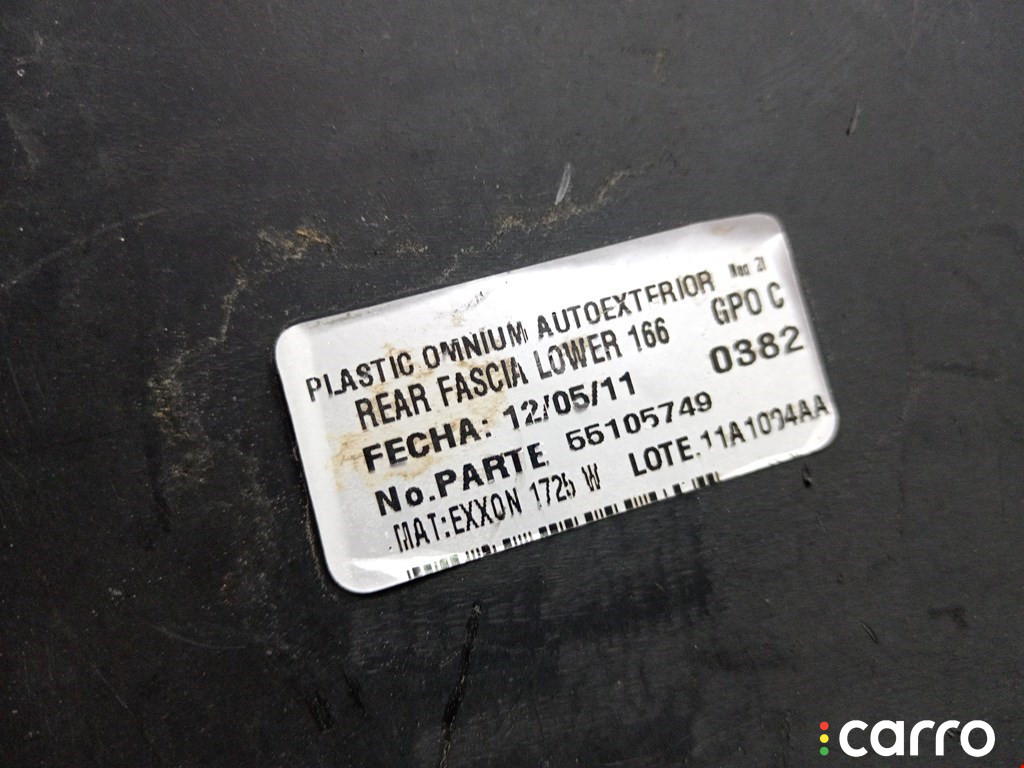 PLASTIC OMNIUM AUTOEXTERIOR
REAR FASCIA LOWER 166 GPO C
FECHA: 12/05/11 0382
No.PARTE 55105749
MAT:EXXON 1725 W LOTE.11A1094AA
carro